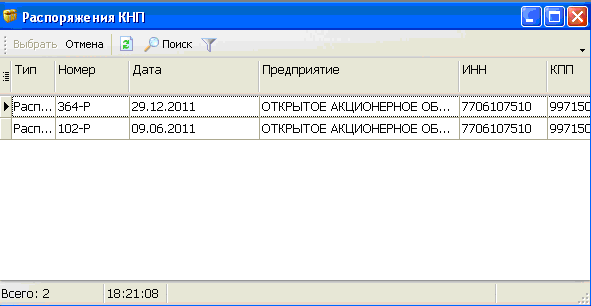 Распоряжения КНП
Выбрать Отмена Поиск
Тип Номер Дата Предприятие ИНН КПП
Расп... 364-Р 29.12.2011 ОТКРЫТОЕ АКЦИОНЕРНОЕ ОБ... 7706107510 997150
Расп... 102-Р 09.06.2011 ОТКРЫТОЕ АКЦИОНЕРНОЕ ОБ... 7706107510 997150
Всего: 2 18:21:08